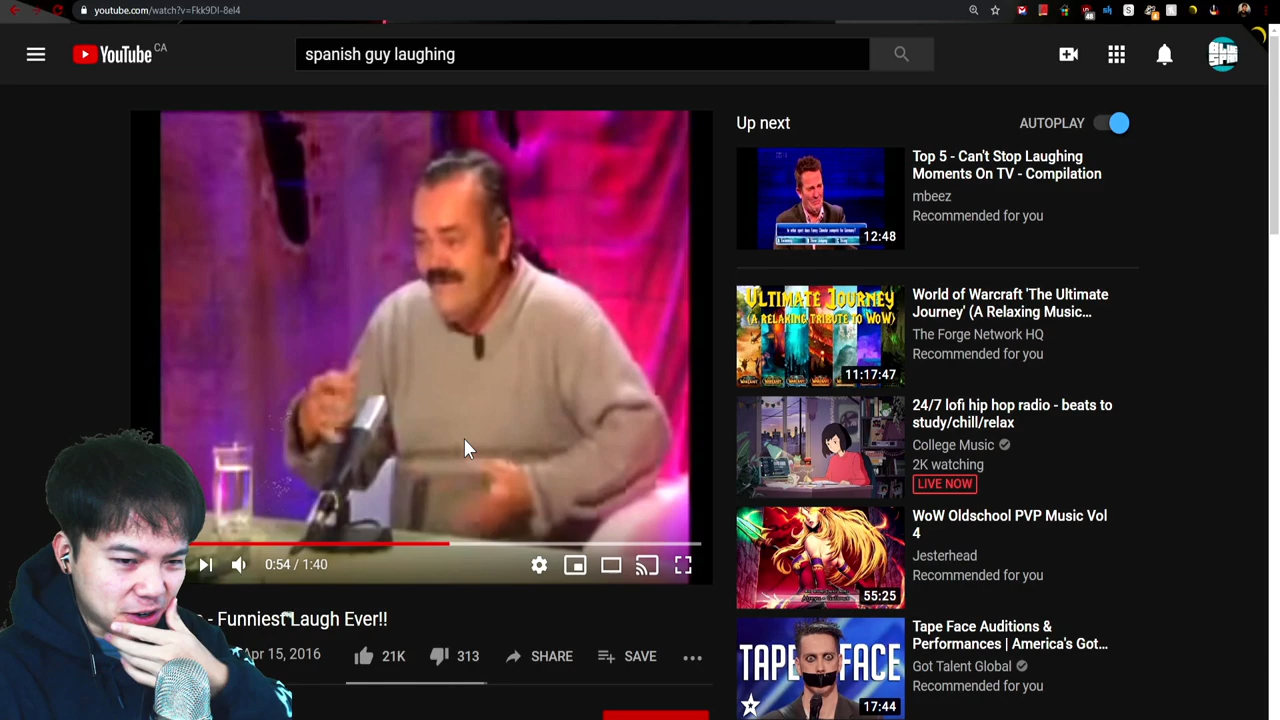 youtube.com/watch?v=Fkk9DI-8eI4
YouTube CA
spanish guy laughing
Up next
AUTOPLAY
Top 5 - Can't Stop Laughing
Moments On TV - Compilation
mbeez
Recommended for you
12:48
World of Warcraft 'The Ultimate
Journey' (A Relaxing Music...
The Forge Network HQ
Recommended for you
ULTIMATE JOURNEY
(A RELAXING TRIBUTE TO WOW)
11:17:47
24/7 lofi hip hop radio - beats to
study/chill/relax
College Music
2K watching
LIVE NOW
WoW Oldschool PVP Music Vol
4
Jesterhead
Recommended for you
55:25
Tape Face Auditions &
Performances | America's Got...
Got Talent Global
Recommended for you
TAPE FACE
17:44
0:54 / 1:40
- Funniest Laugh Ever!!
Apr 15, 2016
21K
313
SHARE
SAVE